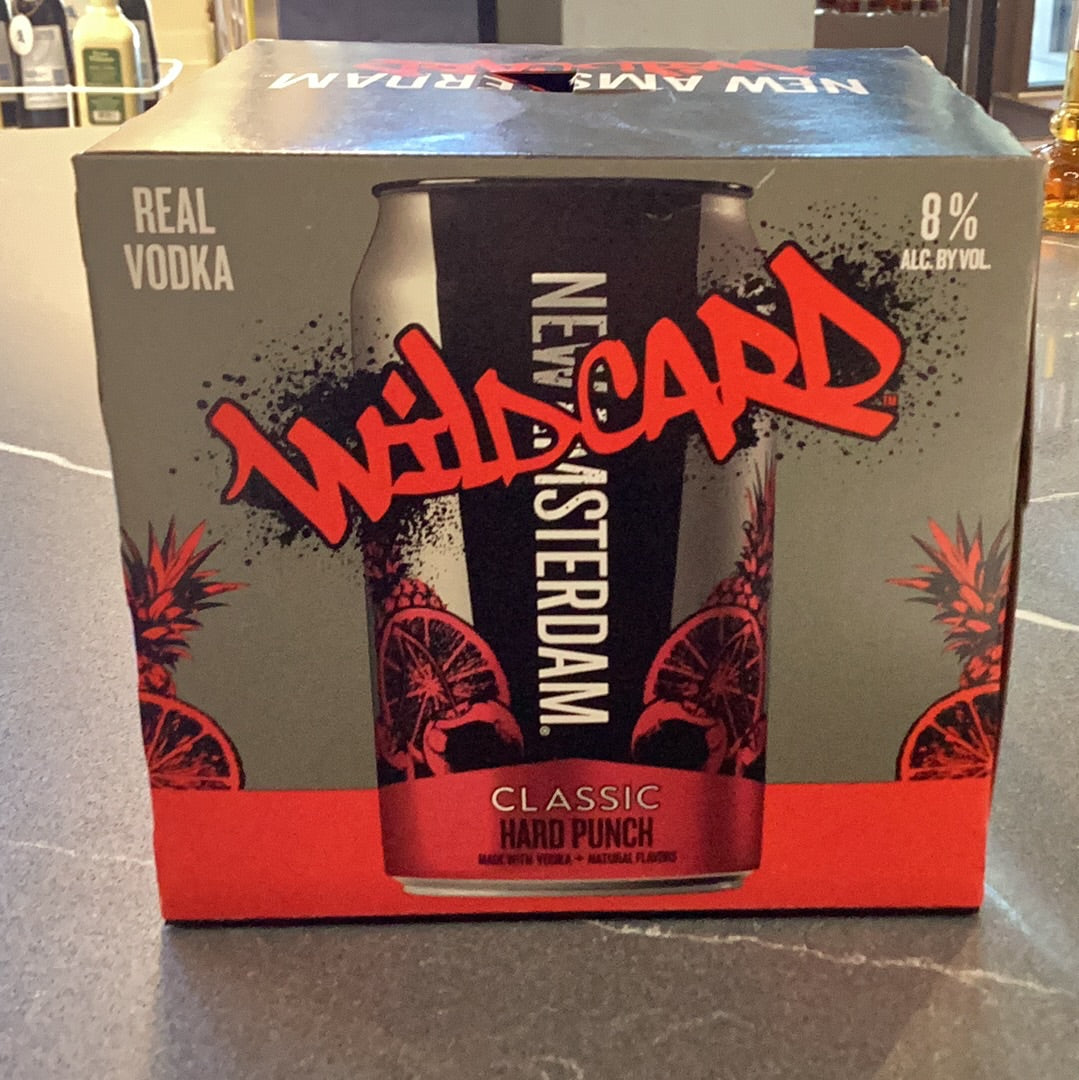 NEW AMSTERDAM
WILDCARD
REAL
VODKA
8%
ALC. BY VOL.
WILDCARD™
NEW AMSTERDAM®
CLASSIC
HARD PUNCH
MADE WITH VODKA + NATURAL FLAVORS